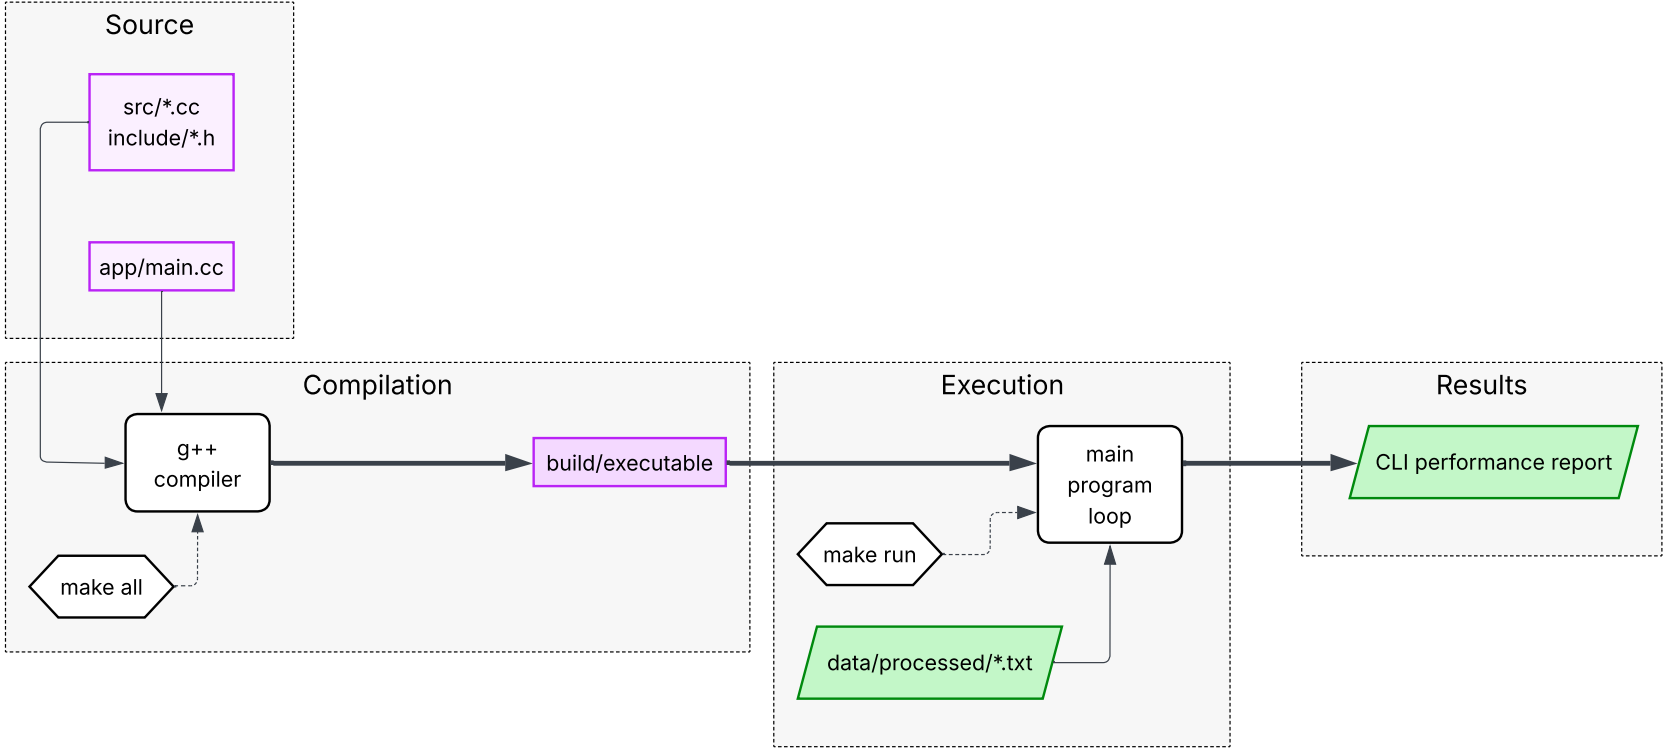 Source
src/*.cc
include/*.h
app/main.cc
Compilation
g++
compiler
build/executable
make all
Execution
main
program
loop
make run
data/processed/*.txt
Results
CLI performance report